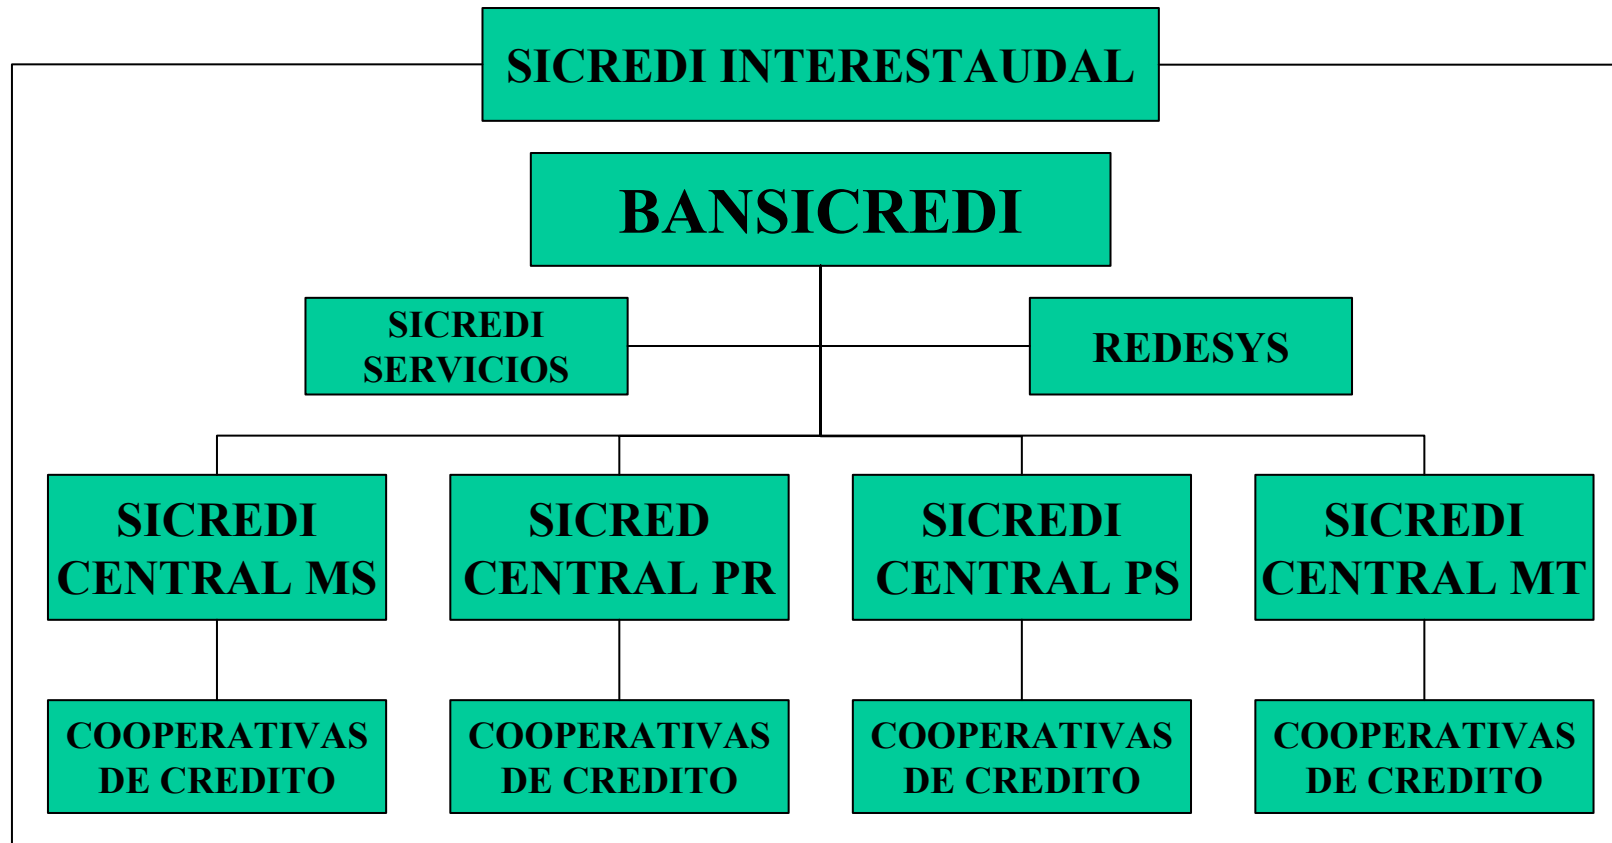 SICREDI INTERESTAUDAL
BANSICREDI
SICREDI
SERVICIOS
REDESYS
SICREDI
CENTRAL MS
SICRED
CENTRAL PR
SICREDI
CENTRAL PS
SICREDI
CENTRAL MT
COOPERATIVAS
DE CREDITO
COOPERATIVAS
DE CREDITO
COOPERATIVAS
DE CREDITO
COOPERATIVAS
DE CREDITO